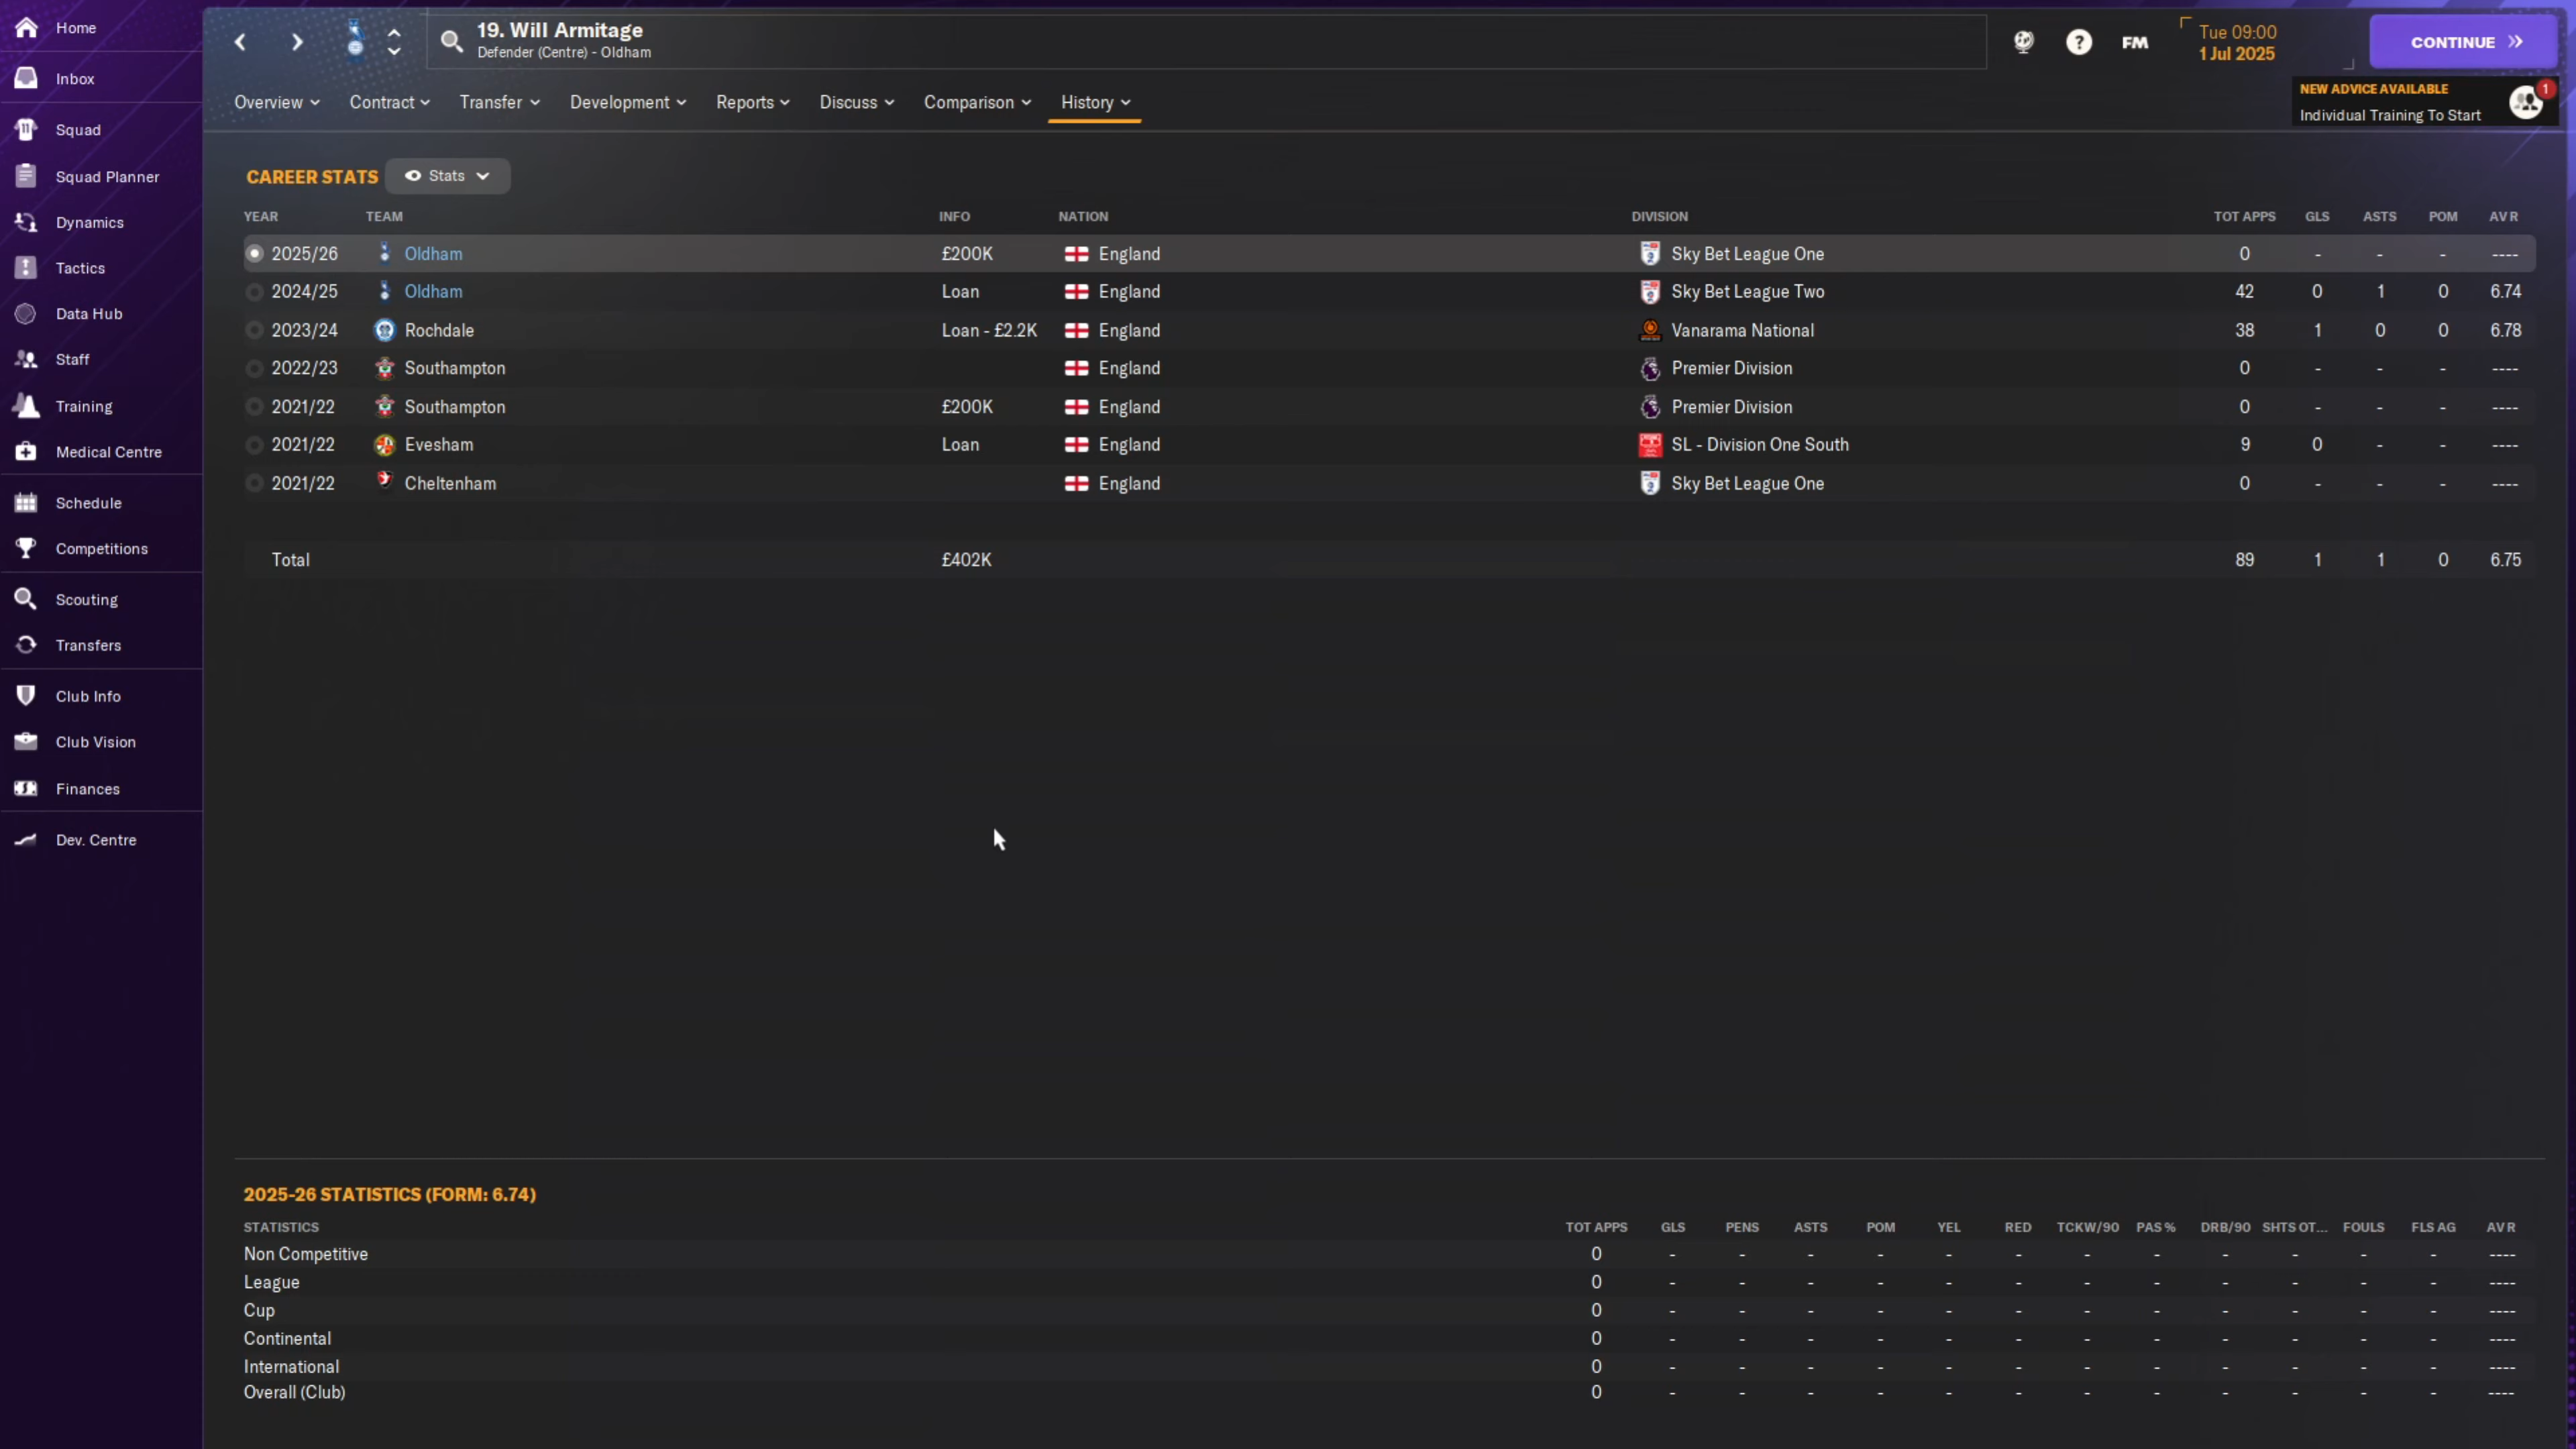 Home
Inbox
Squad
Squad Planner
Dynamics
Tactics
Data Hub
Staff
Training
Medical Centre
Schedule
Competitions
Scouting
Transfers
Club Info
Club Vision
Finances
Dev. Centre
19. Will Armitage
Defender (Centre) - Oldham
? FM
Tue 09:00
1 Jul 2025
CONTINUE
Overview Contract Transfer Development Reports Discuss Comparison History
NEW ADVICE AVAILABLE
Individual Training To Start
1
CAREER STATS Stats
YEAR TEAM INFO NATION DIVISION TOT APPS GLS ASTS POM AV R
2025/26 Oldham £200K England Sky Bet League One 0 - - - ----
2024/25 Oldham Loan England Sky Bet League Two 42 0 1 0 6.74
2023/24 Rochdale Loan - £2.2K England Vanarama National 38 1 0 0 6.78
2022/23 Southampton England Premier Division 0 - - - ----
2021/22 Southampton £200K England Premier Division 0 - - - ----
2021/22 Evesham Loan England SL - Division One South 9 0 - - ----
2021/22 Cheltenham England Sky Bet League One 0 - - - ----
Total £402K 89 1 1 0 6.75
2025-26 STATISTICS (FORM: 6.74)
STATISTICS TOT APPS GLS PENS ASTS POM YEL RED TCKW/90 PAS % DRB/90 SHTS OT... FOULS FLS AG AV R
Non Competitive 0 - - - - - - - - - - - - ----
League 0 - - - - - - - - - - - - ----
Cup 0 - - - - - - - - - - - - ----
Continental 0 - - - - - - - - - - - - ----
International 0 - - - - - - - - - - - - ----
Overall (Club) 0 - - - - - - - - - - - - ----